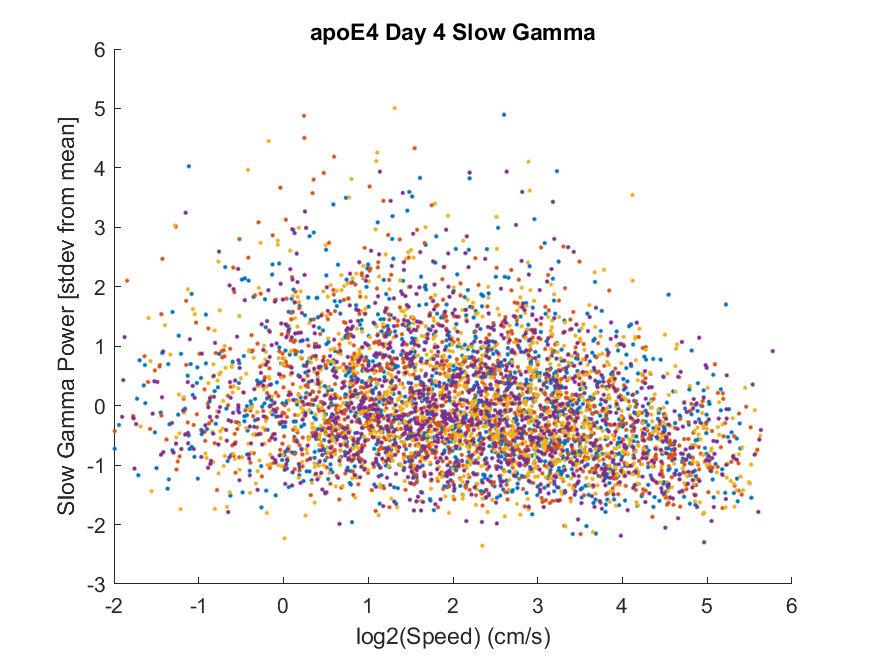 apoE4 Day 4 Slow Gamma
6
5
4
3
2
1
0
-1
-2
-3
Slow Gamma Power [stdev from mean]
-2 -1 0 1 2 3 4 5 6
log2(Speed) (cm/s)